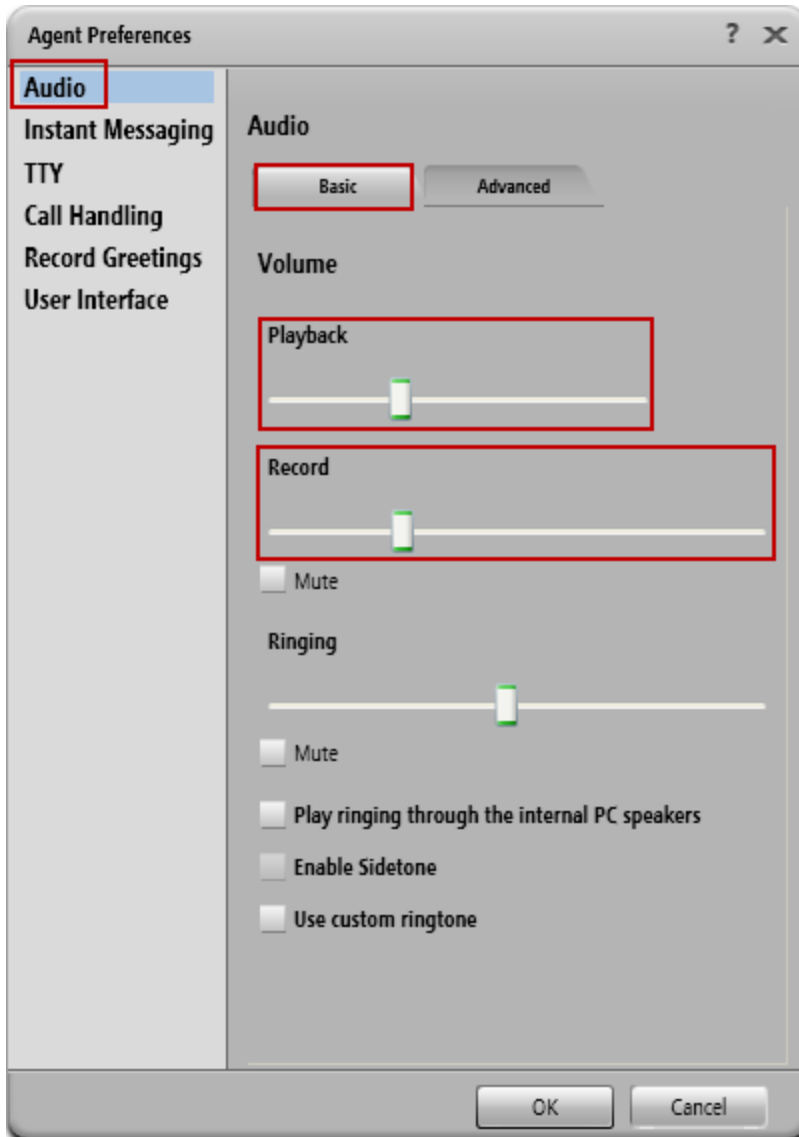 Agent Preferences ? X
Audio
Instant Messaging
TTY
Call Handling
Record Greetings
User Interface
Audio
Basic Advanced
Volume
Playback
Record
Mute
Ringing
Mute
Play ringing through the internal PC speakers
Enable Sidetone
Use custom ringtone
OK Cancel